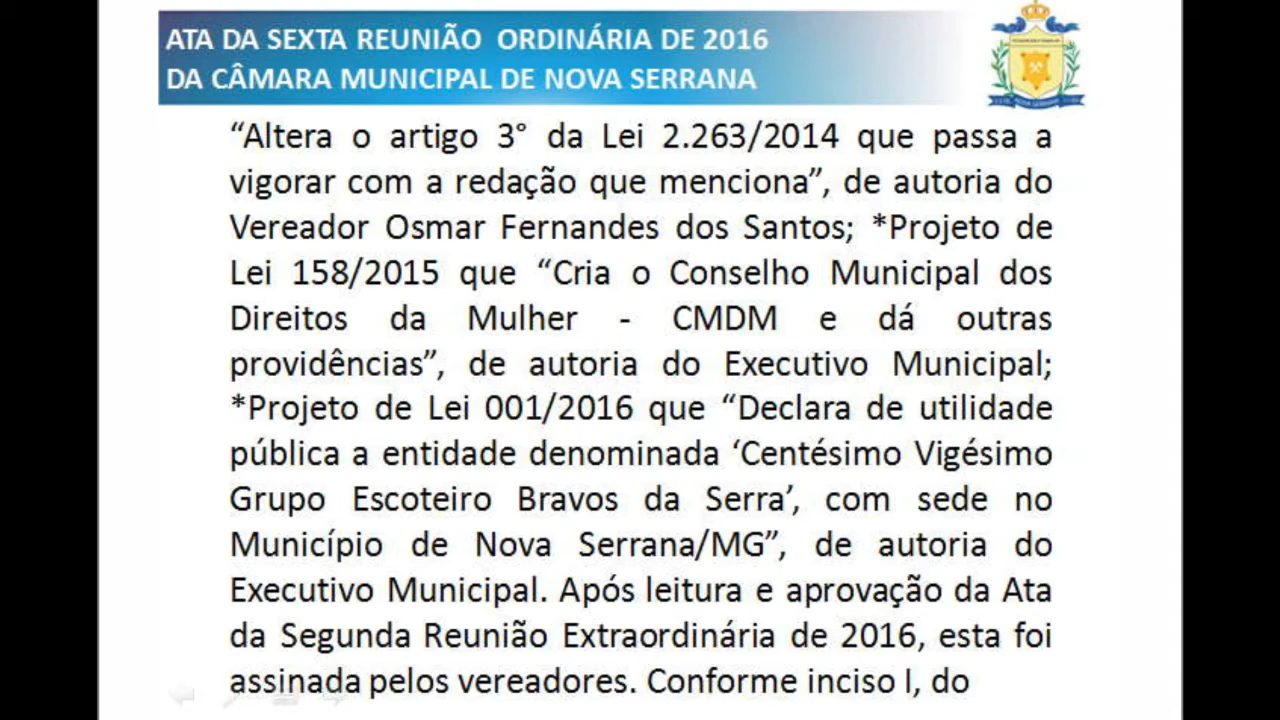 ATA DA SEXTA REUNIÃO ORDINÁRIA DE 2016
DA CÂMARA MUNICIPAL DE NOVA SERRANA
“Altera o artigo 3° da Lei 2.263/2014 que passa a
vigorar com a redação que menciona”, de autoria do
Vereador Osmar Fernandes dos Santos; *Projeto de
Lei 158/2015 que “Cria o Conselho Municipal dos
Direitos da Mulher - CMDM e dá outras
providências”, de autoria do Executivo Municipal;
*Projeto de Lei 001/2016 que “Declara de utilidade
pública a entidade denominada ‘Centésimo Vigésimo
Grupo Escoteiro Bravos da Serra’, com sede no
Município de Nova Serrana/MG”, de autoria do
Executivo Municipal. Após leitura e aprovação da Ata
da Segunda Reunião Extraordinária de 2016, esta foi
assinada pelos vereadores. Conforme inciso I, do